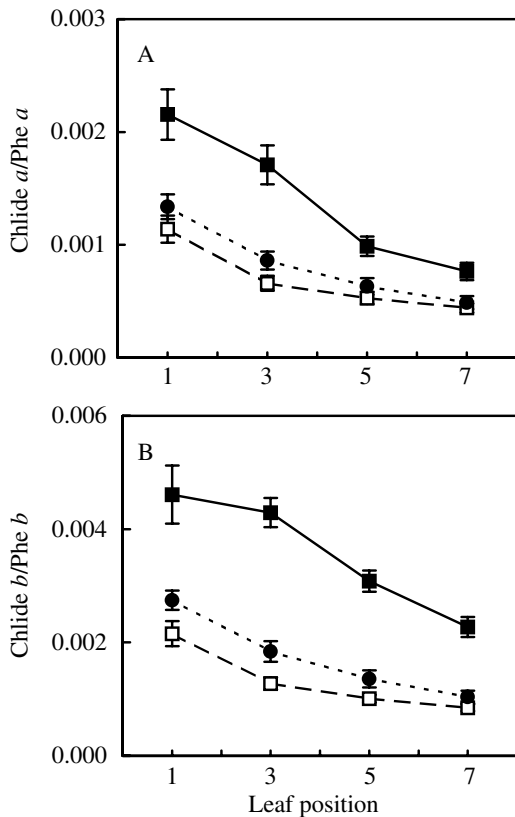 0.003
A
0.002
0.001
0.000
Chlide a/Phe a
1 3 5 7
0.006
B
0.004
0.002
0.000
Chlide b/Phe b
1 3 5 7
Leaf position